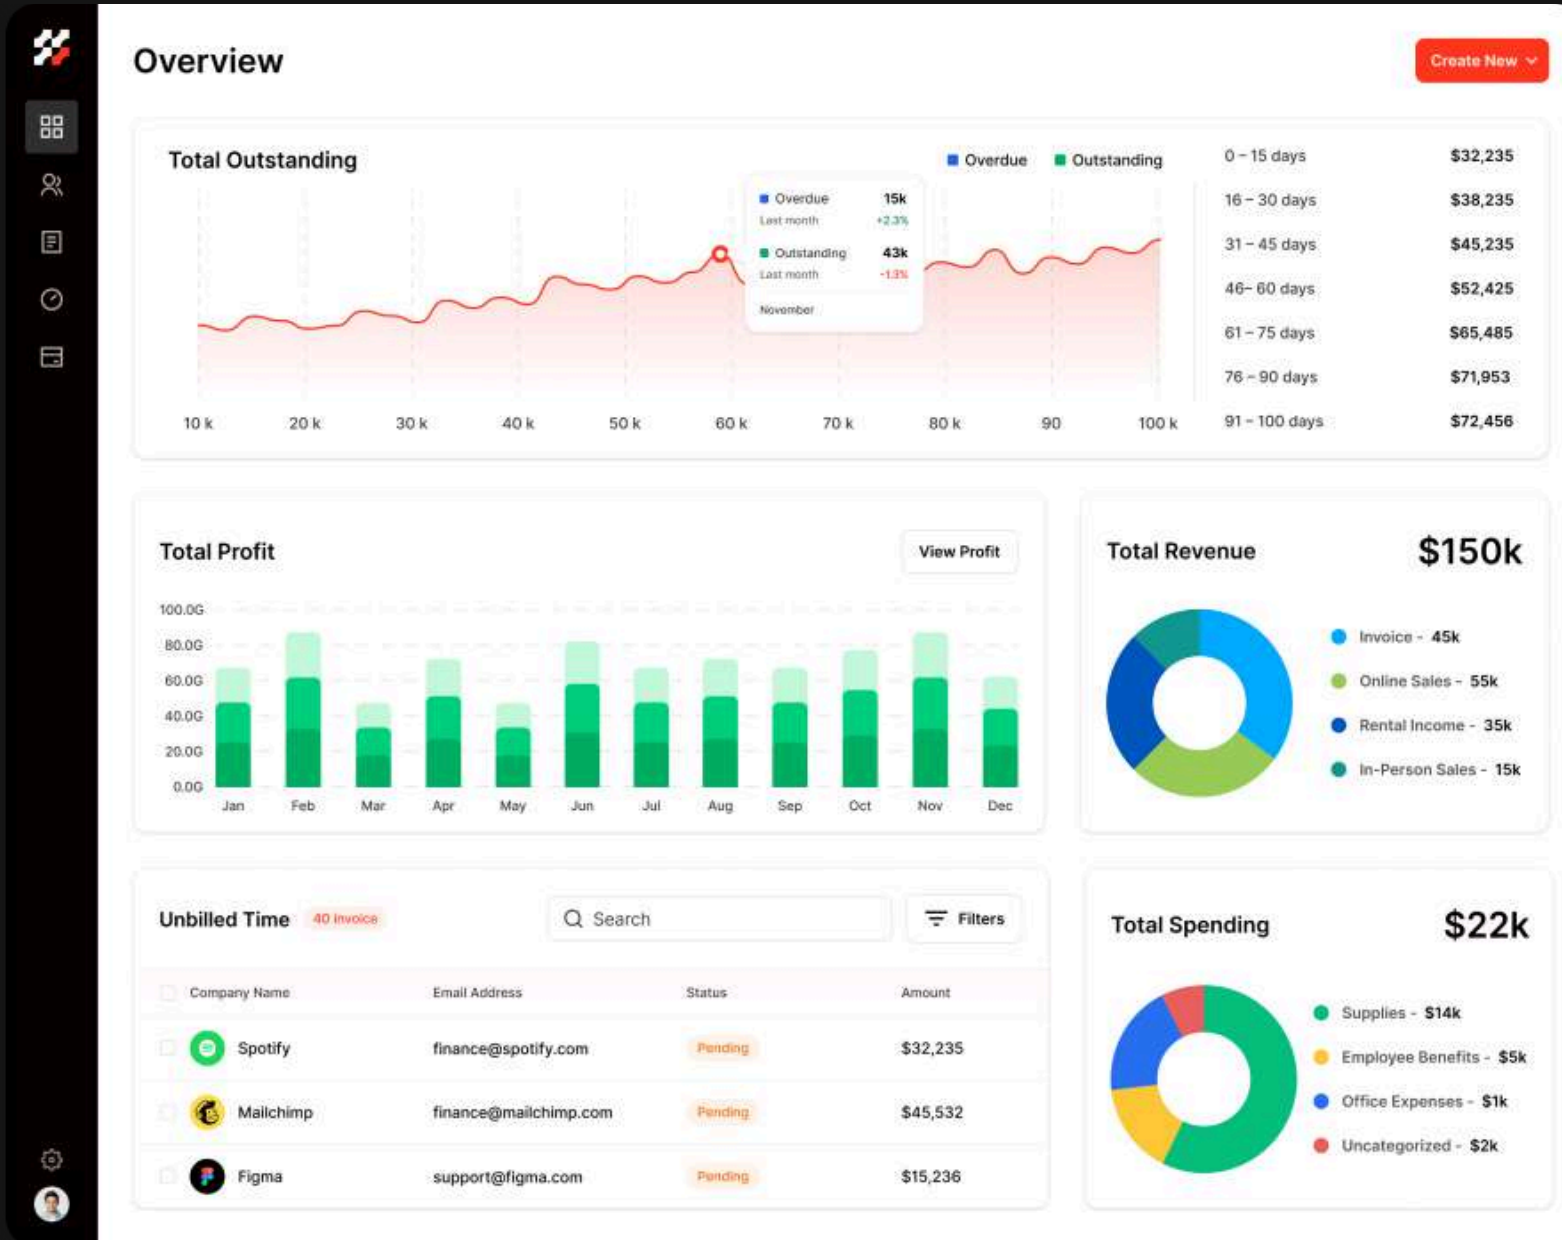 Overview
Create New
Total Outstanding
Overdue Outstanding
Overdue 15k
Last month +2.3%
Outstanding 43k
Last month -1.3%
November
10 k 20 k 30 k 40 k 50 k 60 k 70 k 80 k 90 100 k
0 – 15 days $32,235
16 – 30 days $38,235
31 – 45 days $45,235
46– 60 days $52,425
61 – 75 days $65,485
76 – 90 days $71,953
91 – 100 days $72,456
Total Profit
View Profit
100.0G
80.0G
60.0G
40.0G
20.0G
0.0G
Jan Feb Mar Apr May Jun Jul Aug Sep Oct Nov Dec
Total Revenue $150k
Invoice - 45k
Online Sales - 55k
Rental Income - 35k
In-Person Sales - 15k
Unbilled Time 40 invoice
Search
Filters
Company Name Email Address Status Amount
Spotify finance@spotify.com Pending $32,235
Mailchimp finance@mailchimp.com Pending $45,532
Figma support@figma.com Pending $15,236
Total Spending $22k
Supplies - $14k
Employee Benefits - $5k
Office Expenses - $1k
Uncategorized - $2k